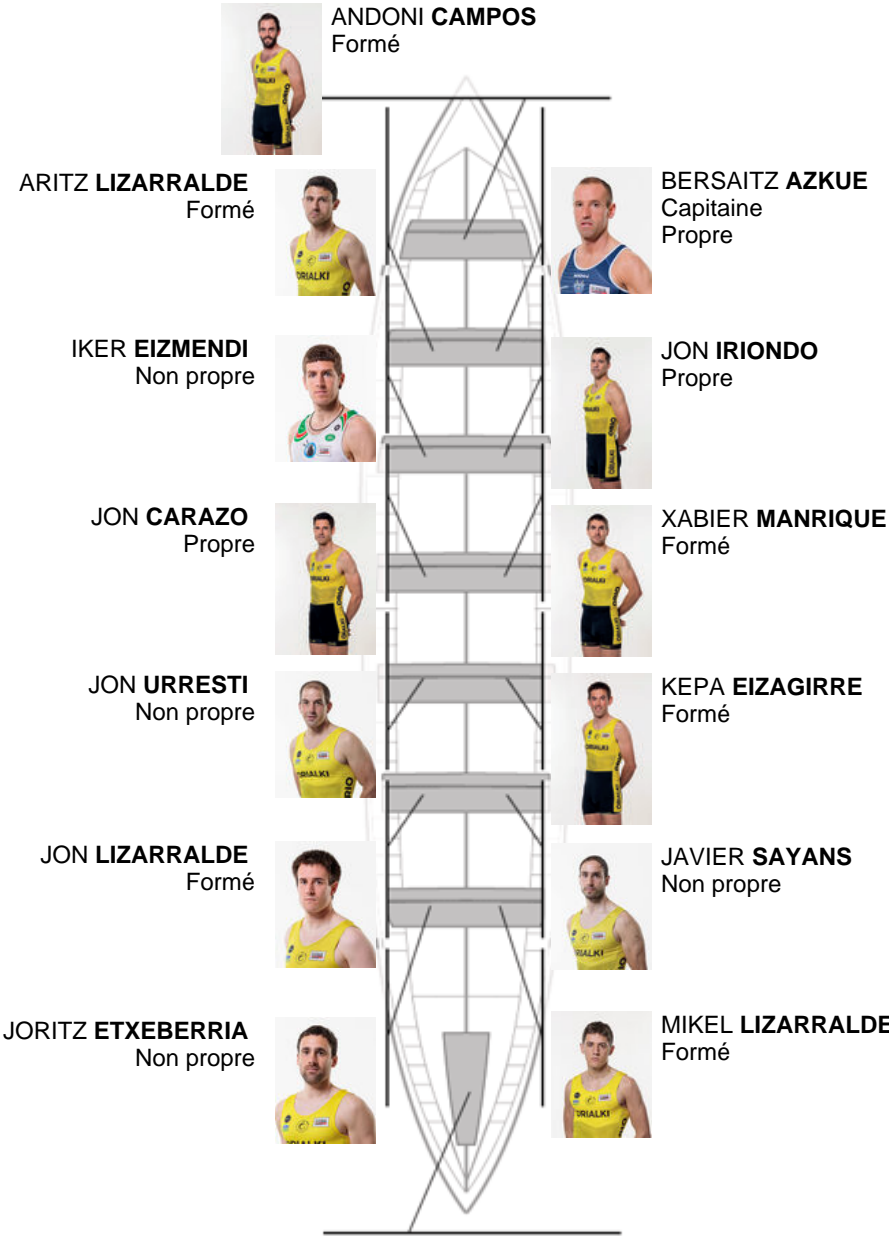 ANDONI CAMPOS
Formé
ARITZ LIZARRALDE
Formé
BERSAITZ AZKUE
Capitaine
Propre
IKER EIZMENDI
Non propre
JON IRIONDO
Propre
JON CARAZO
Propre
XABIER MANRIQUE
Formé
JON URRESTI
Non propre
KEPA EIZAGIRRE
Formé
JON LIZARRALDE
Formé
JAVIER SAYANS
Non propre
JORITZ ETXEBERRIA
Non propre
MIKEL LIZARRALDE
Formé